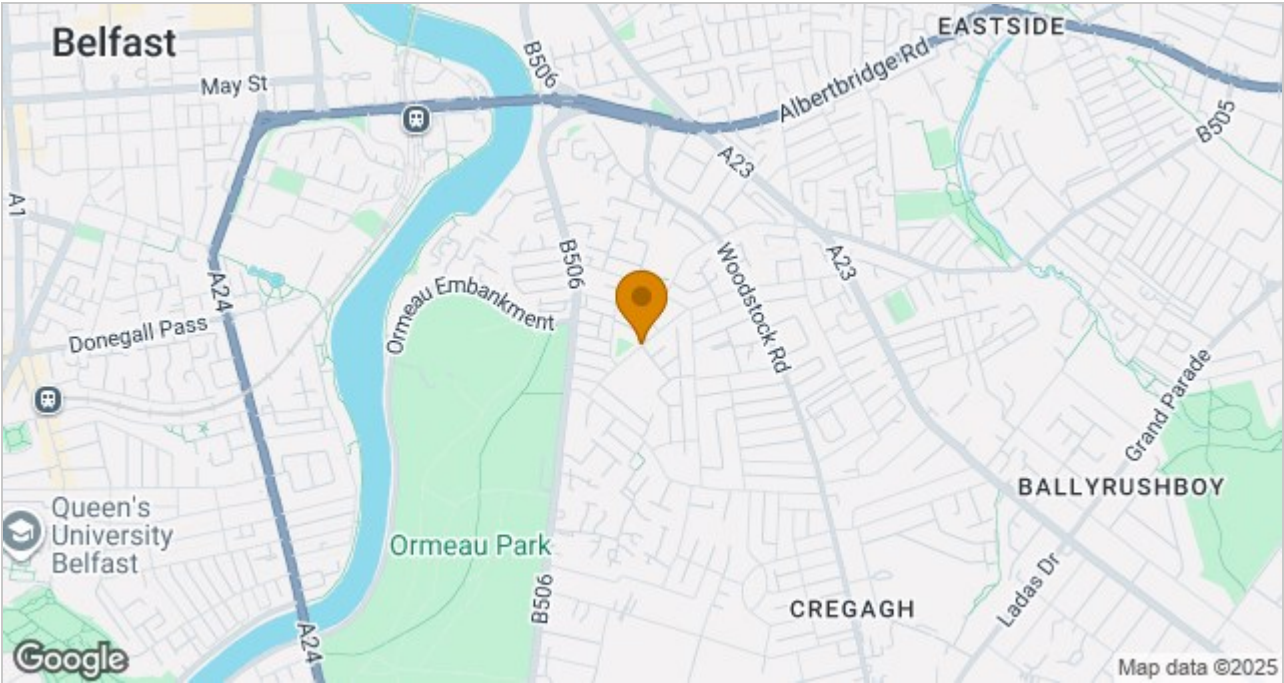 Belfast
EASTSIDE
B506
May St
Albertbridge Rd
B505
A23
A1
B506
A23
A24
Woodstock Rd
Ormeau Embankment
Donegall Pass
Grand Parade
BALLYRUSHBOY
Queen's
University
Belfast
Ormeau Park
B506
CREGAGH
Ladas Dr
A24
Google
Map data ©2025